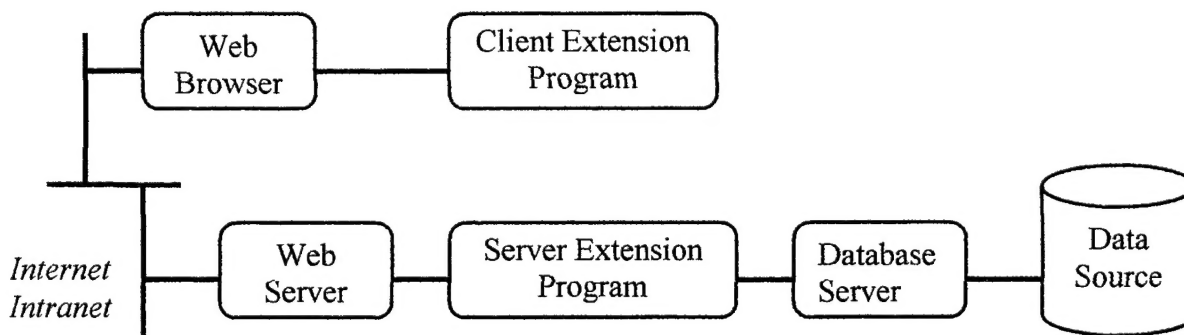 Web
Browser
Client Extension
Program
Internet
Intranet
Web
Server
Server Extension
Program
Database
Server
Data
Source